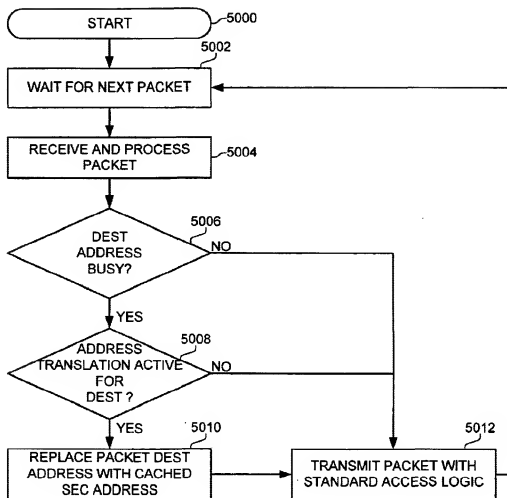 START
5000
5002
WAIT FOR NEXT PACKET
RECEIVE AND PROCESS
PACKET
5004
5006
DEST
ADDRESS
BUSY?
NO
YES
5008
ADDRESS
TRANSLATION ACTIVE
FOR
DEST ?
NO
YES
5010
REPLACE PACKET DEST
ADDRESS WITH CACHED
SEC ADDRESS
5012
TRANSMIT PACKET WITH
STANDARD ACCESS LOGIC